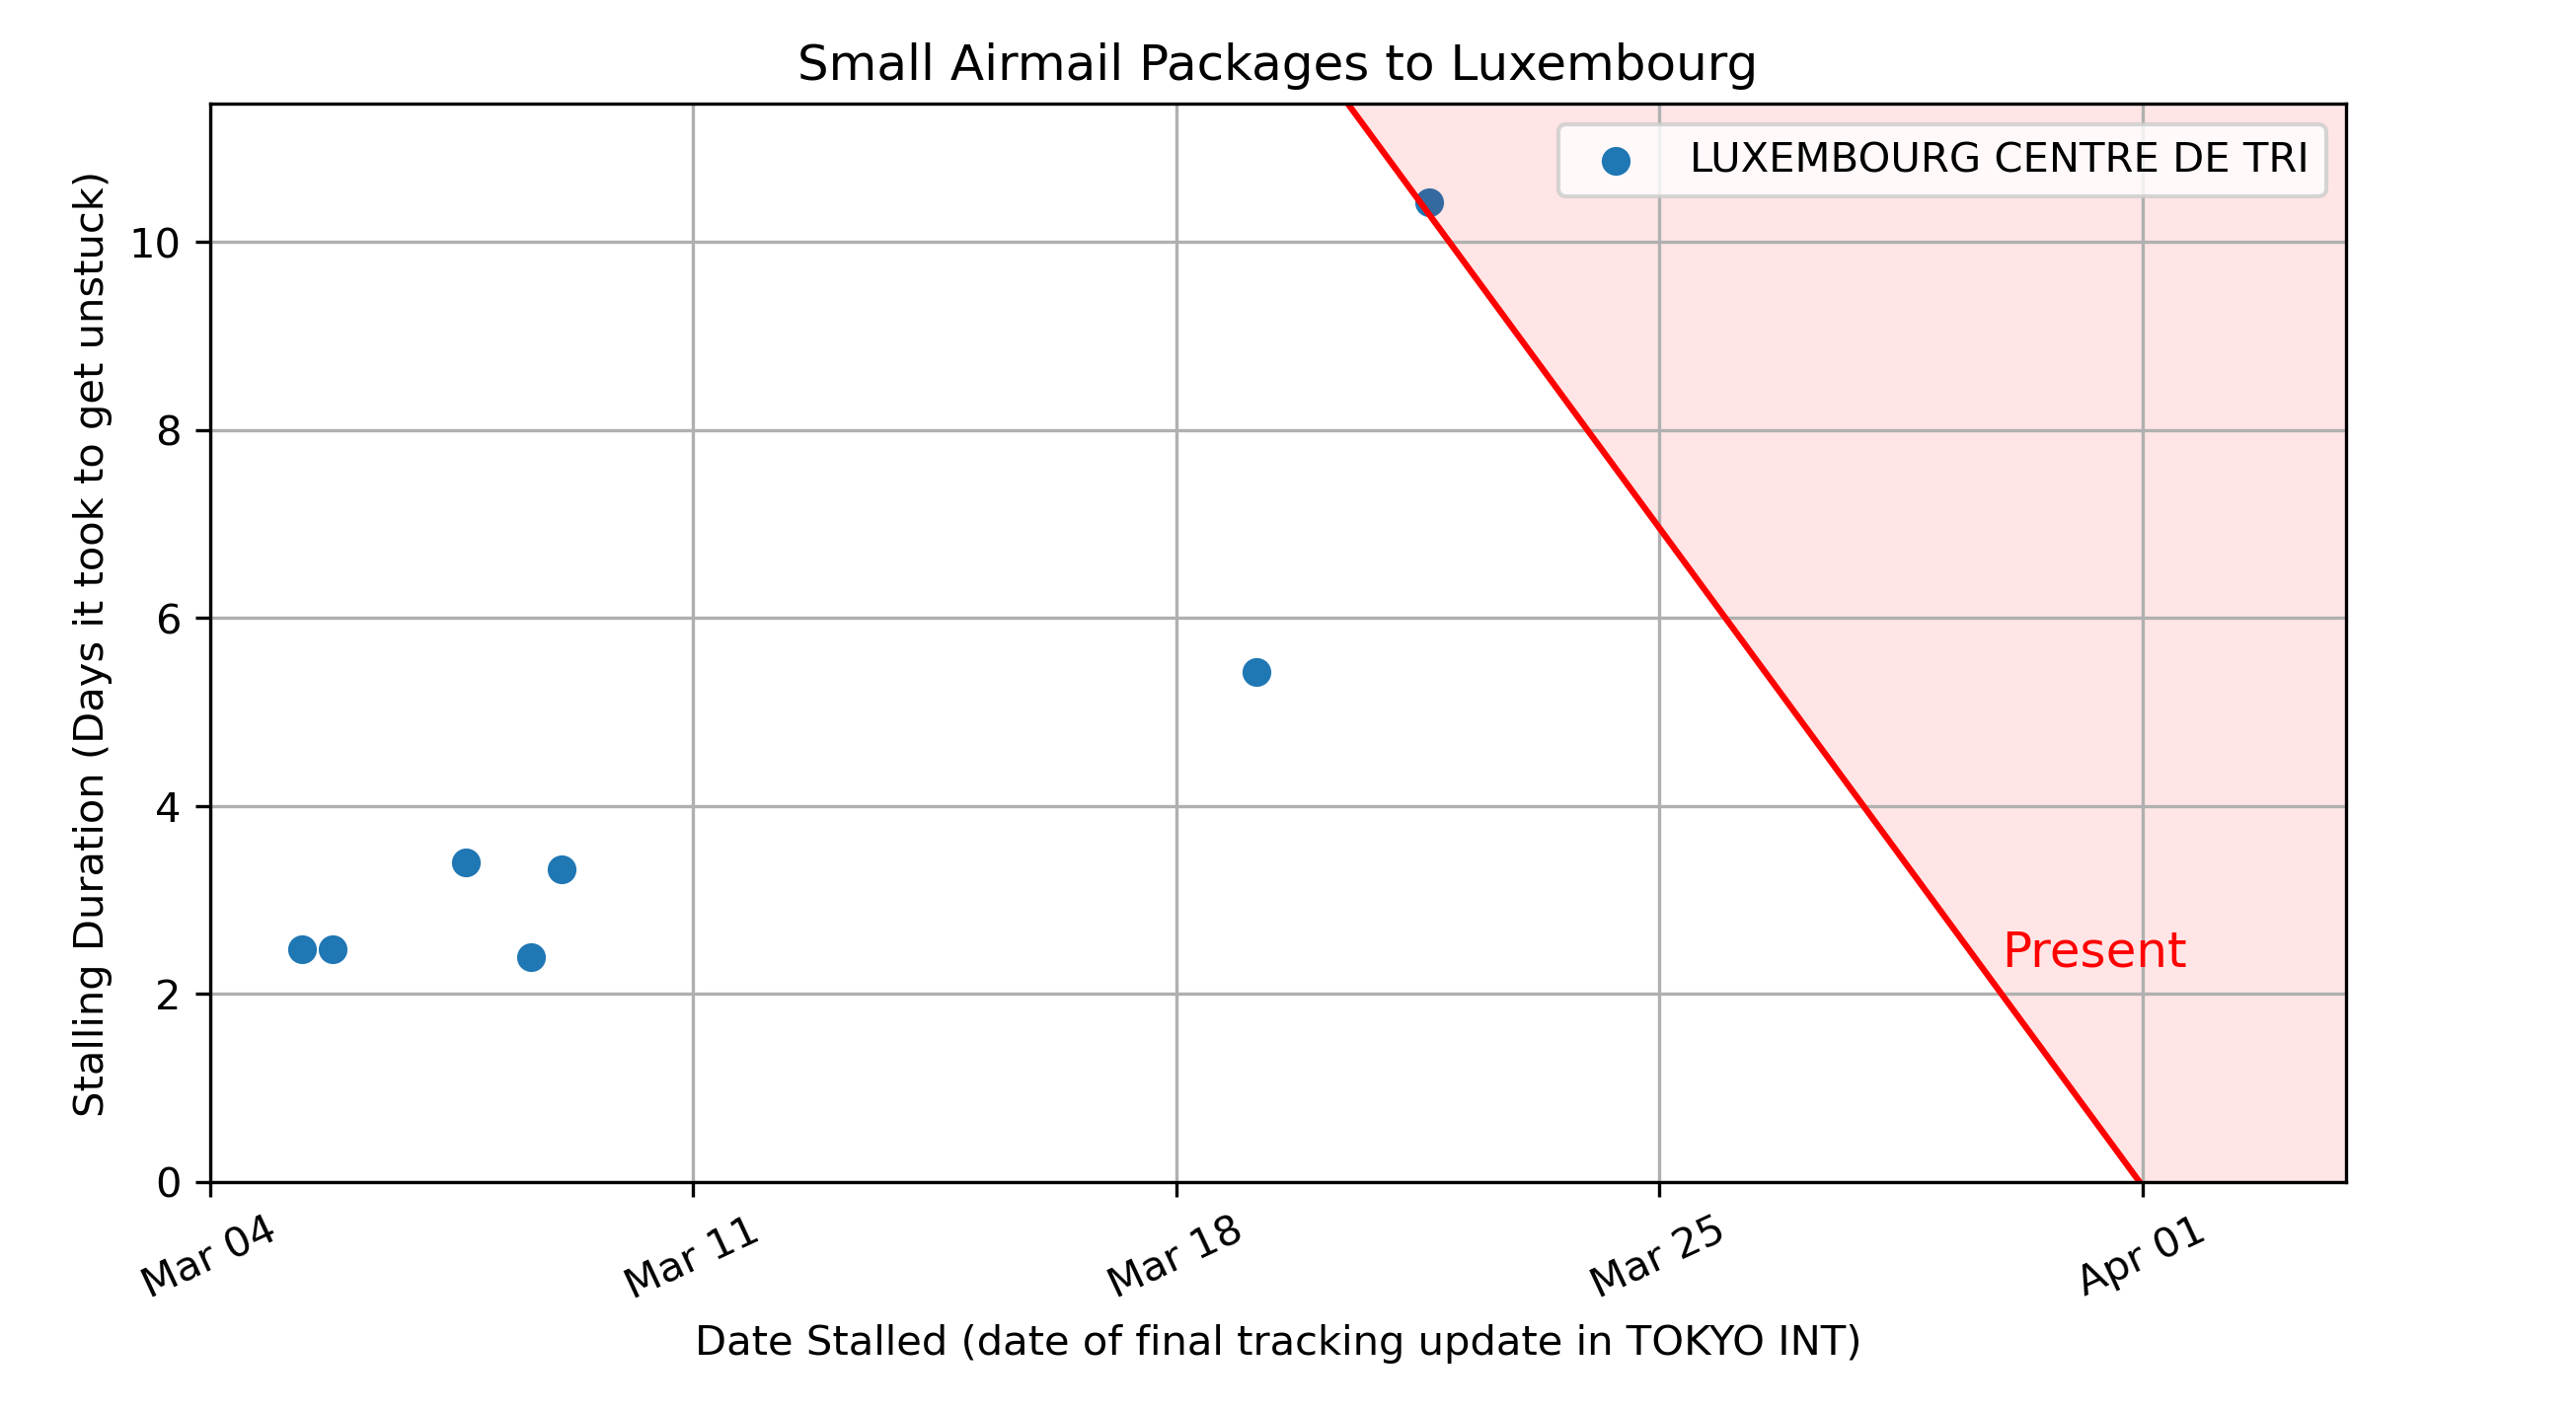 Small Airmail Packages to Luxembourg
LUXEMBOURG CENTRE DE TRI
Stalling Duration (Days it took to get unstuck)
10
8
6
4
2
0
Present
Mar 04
Mar 11
Mar 18
Mar 25
Apr 01
Date Stalled (date of final tracking update in TOKYO INT)